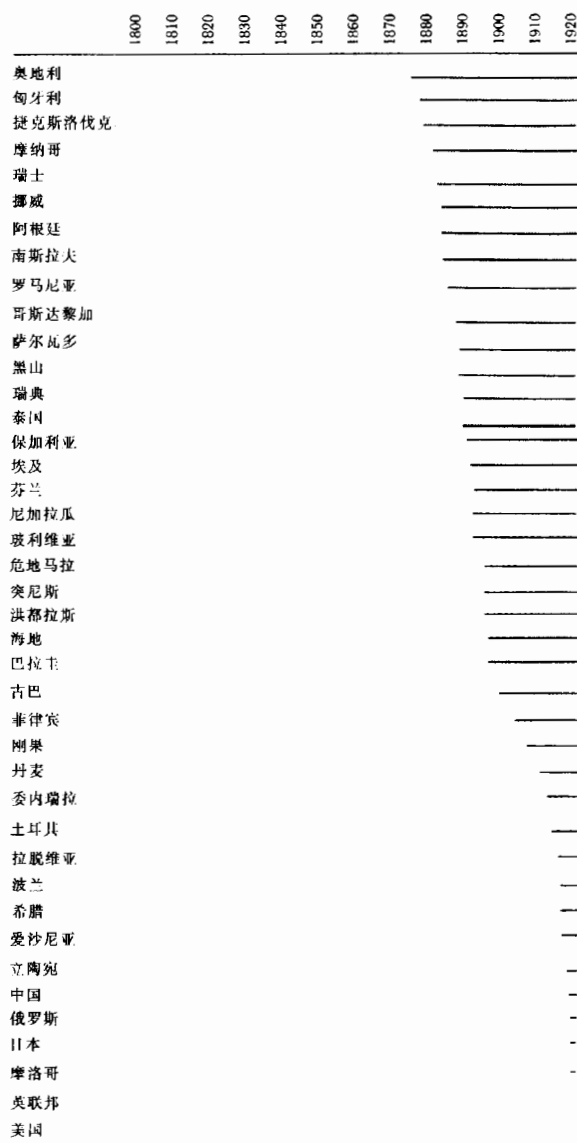 1800 1810 1820 1830 1840 1850 1860 1870 1880 1890 1900 1910 1920
奥地利
匈牙利
捷克斯洛伐克
摩纳哥
瑞士
挪威
阿根廷
南斯拉夫
罗马尼亚
哥斯达黎加
萨尔瓦多
黑山
瑞典
泰国
保加利亚
埃及
芬兰
尼加拉瓜
玻利维亚
危地马拉
突尼斯
洪都拉斯
海地
巴拉圭
古巴
菲律宾
刚果
丹麦
委内瑞拉
土耳其
拉脱维亚
波兰
希腊
爱沙尼亚
立陶宛
中国
俄罗斯
日本
摩洛哥
英联邦
美国